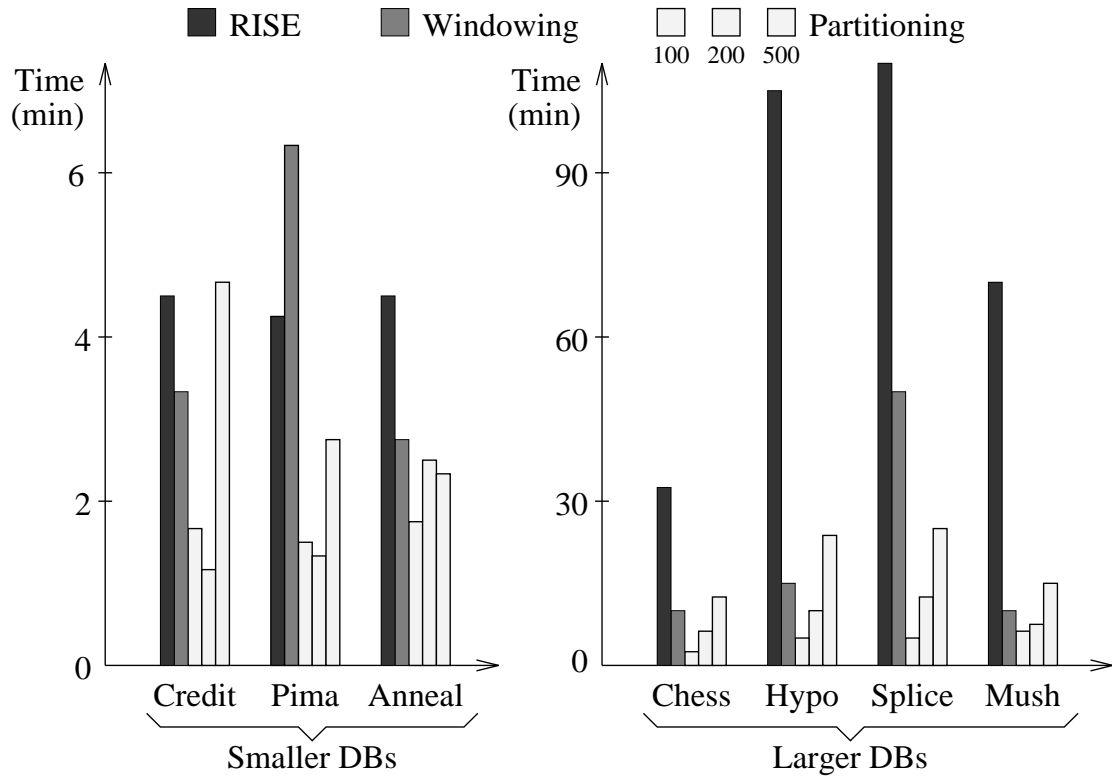 RISE Windowing Partitioning
100 200 500
Time
(min)
6
4
2
0
Credit Pima Anneal
Smaller DBs
Time
(min)
90
60
30
0
Chess Hypo Splice Mush
Larger DBs